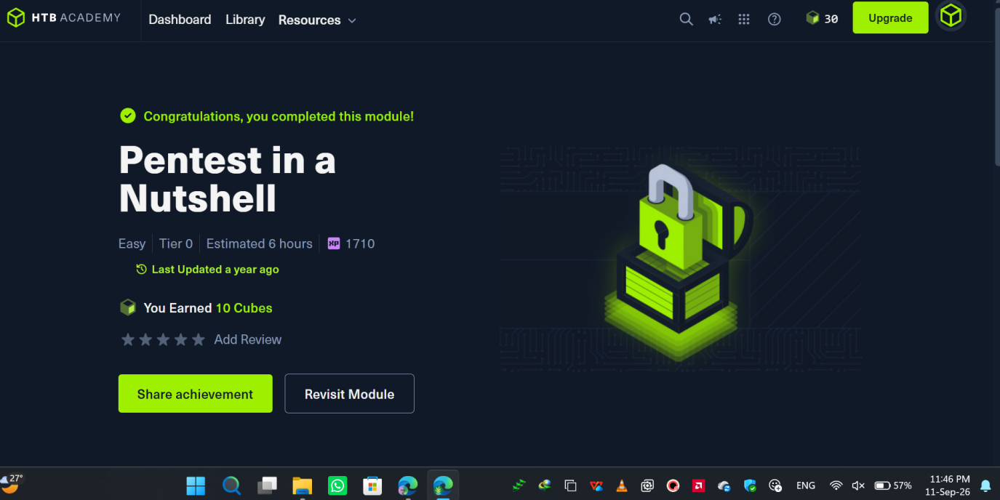 HTB ACADEMY
Dashboard
Library
Resources
30
Upgrade
Congratulations, you completed this module!
Pentest in a
Nutshell
Easy
Tier 0
Estimated 6 hours
XP
1710
Last Updated a year ago
You Earned 10 Cubes
Add Review
Share achievement
Revisit Module
27°
ENG
57%
11:46 PM
11-Sep-26